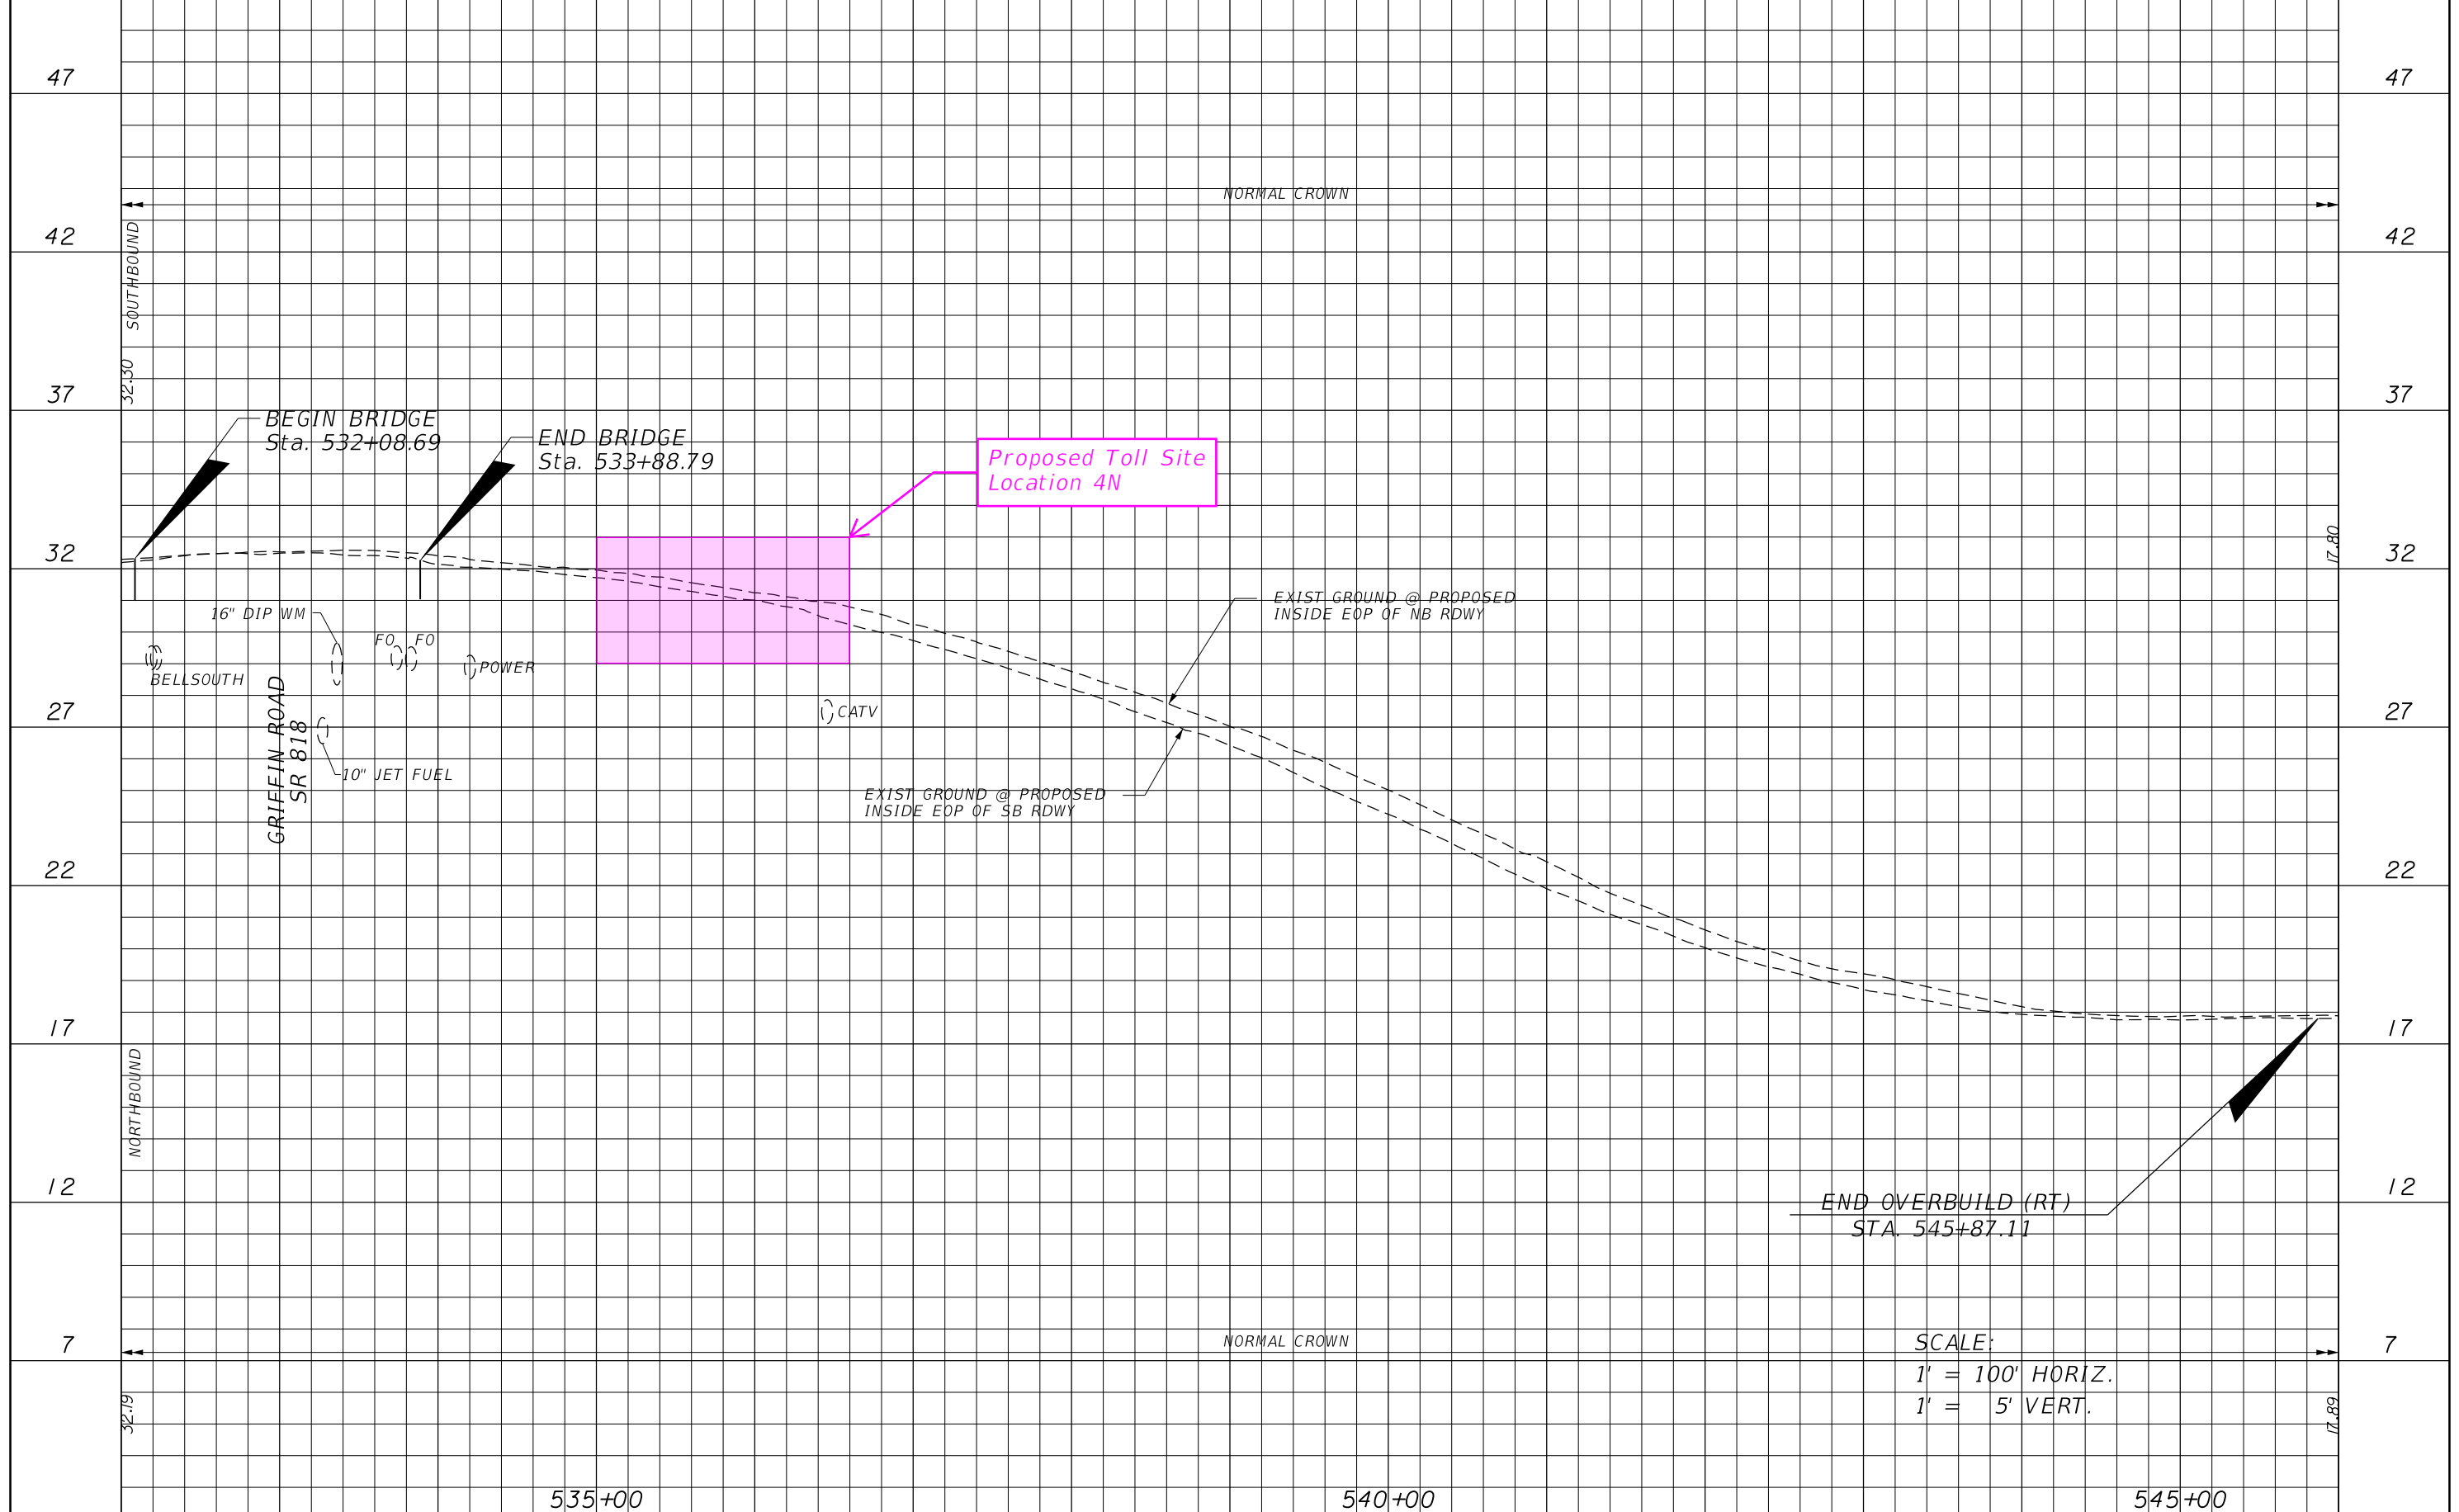 47
47
NORMAL CROWN
42
42
SOUTHBOUND
32.30
37
37
BEGIN BRIDGE
Sta. 532+08.69
END BRIDGE
Sta. 533+88.79
Proposed Toll Site
Location 4N
32
32
17.80
16" DIP WM
FO
FO
POWER
BELLSOUTH
EXIST GROUND @ PROPOSED
INSIDE EOP OF NB RDWY
27
27
CATV
GRIFFIN ROAD
SR 818
10" JET FUEL
EXIST GROUND @ PROPOSED
INSIDE EOP OF SB RDWY
22
22
17
17
NORTHBOUND
12
12
END OVERBUILD (RT)
STA. 545+87.11
7
7
NORMAL CROWN
SCALE:
1' = 100' HORIZ.
1' = 5' VERT.
32.19
17.89
535+00
540+00
545+00